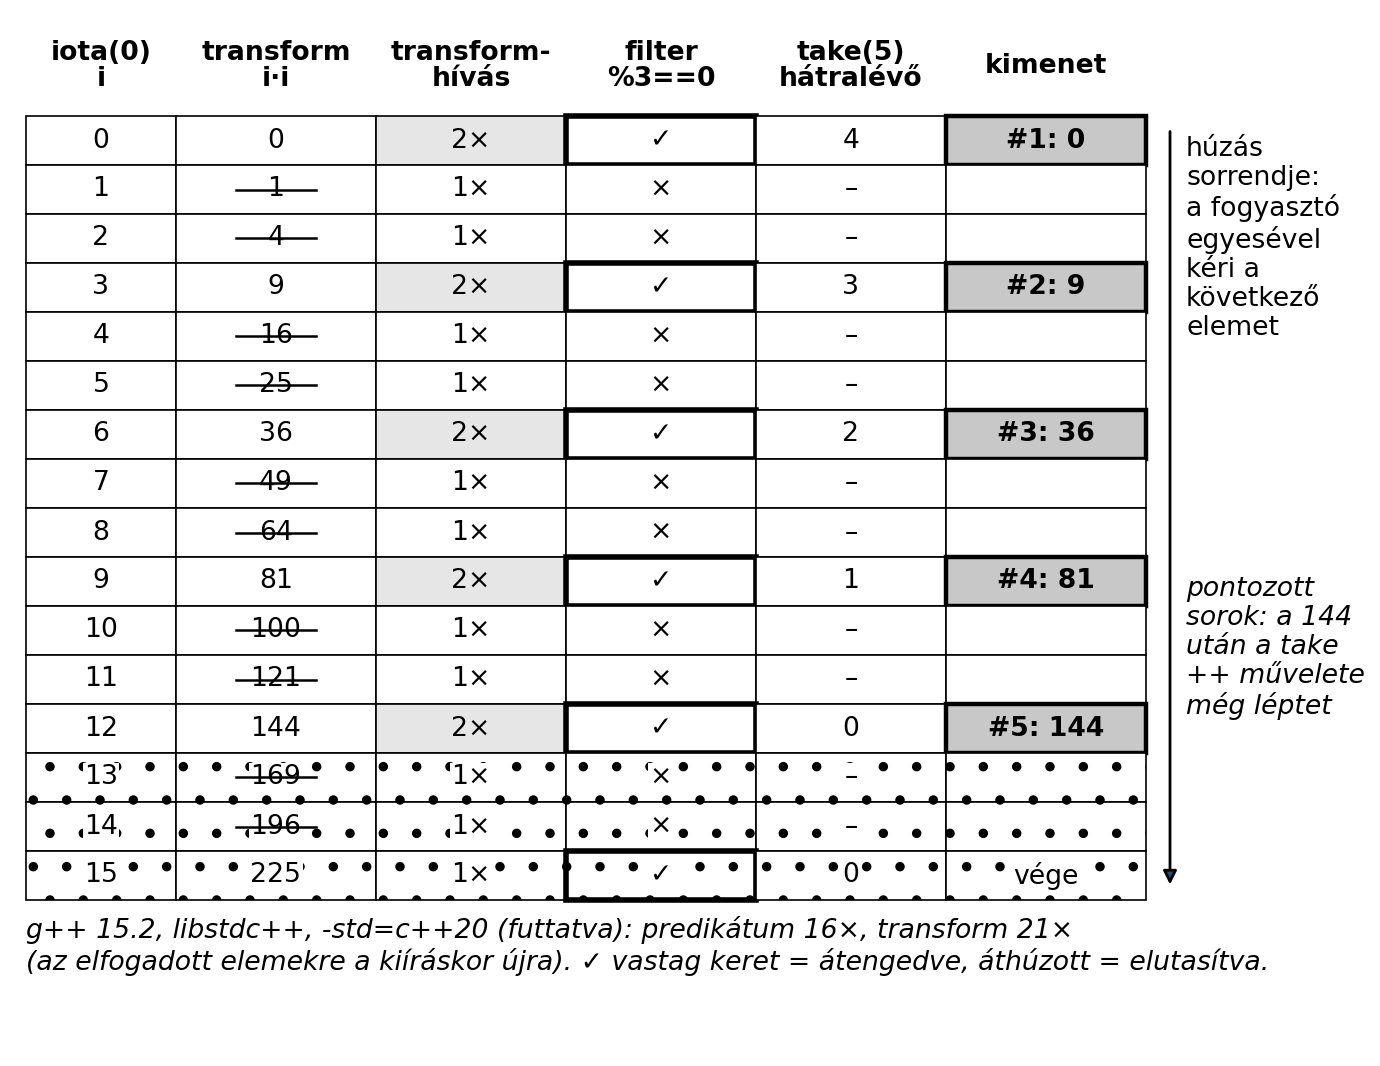 iota(0) transform transform- filter take(5) kimenet
i i·i hívás %3==0 hátralévő
0 0 2× ✓ 4 #1: 0
1 1 1× × –
2 4 1× × –
3 9 2× ✓ 3 #2: 9
4 16 1× × –
5 25 1× × –
6 36 2× ✓ 2 #3: 36
7 49 1× × –
8 64 1× × –
9 81 2× ✓ 1 #4: 81
10 100 1× × –
11 121 1× × –
12 144 2× ✓ 0 #5: 144
13 169 1× × –
14 196 1× × –
15 225 1× ✓ 0 vége
húzás
sorrendje:
a fogyasztó
egyesével
kéri a
következő
elemet
pontozott
sorok: a 144
után a take
++ művelete
még léptet
g++ 15.2, libstdc++, -std=c++20 (futtatva): predikátum 16×, transform 21×
(az elfogadott elemekre a kiíráskor újra). ✓ vastag keret = átengedve, áthúzott = elutasítva.